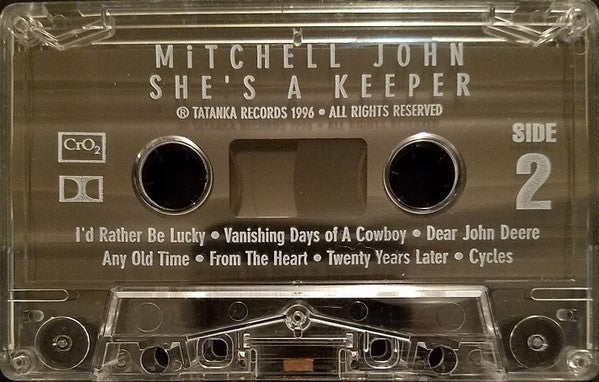 MiTCHELL JOHN
SHE'S A KEEPER
℗ TATANKA RECORDS 1996 • ALL RIGHTS RESERVED
SIDE
2
CrO2
I'd Rather Be Lucky • Vanishing Days of A Cowboy • Dear John Deere
Any Old Time • From The Heart • Twenty Years Later • Cycles